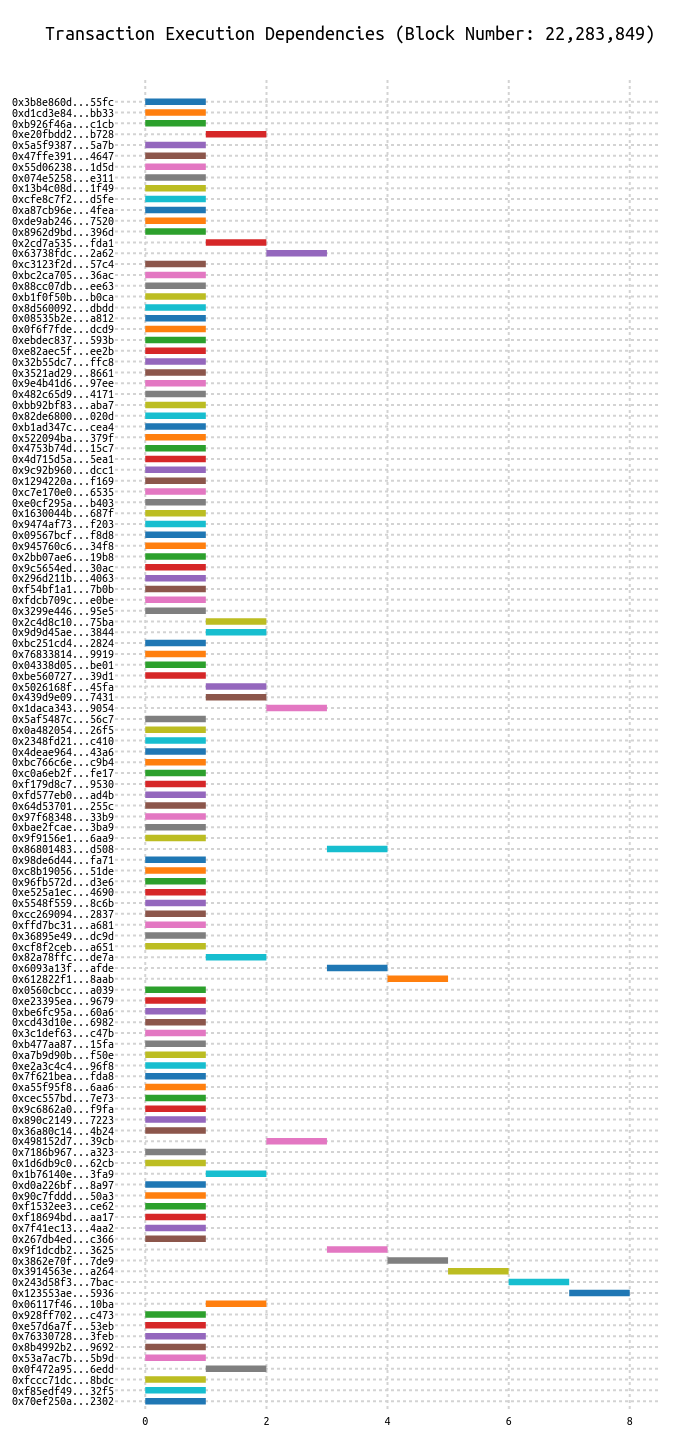 Transaction Execution Dependencies (Block Number: 22,283,849)
0x3b8e860d...55fc
0xd1cd3e84...bb33
0xb926f46a...c1cb
0xe20fbdd2...b728
0x5a5f9387...5a7b
0x47ffe391...4647
0x55d06238...1d5d
0x074e5258...e311
0x13b4c08d...1f49
0xcfe8c7f2...d5fe
0xa87cb96e...4fea
0xde9ab246...7520
0x8962d9bd...396d
0x2cd7a535...fda1
0x63738fdc...2a62
0xc3123f2d...57c4
0xbc2ca705...36ac
0x88cc07db...ee63
0xb1f0f50b...b0ca
0x8d560092...dbdd
0x08535b2e...a812
0x0f6f7fde...dcd9
0xebdec837...593b
0xe82aec5f...ee2b
0x32b55dc7...ffc8
0x3521ad29...8661
0x9e4b41d6...97ee
0x482c65d9...4171
0xbb92bf83...aba7
0x82de6800...020d
0xb1ad347c...cea4
0x522094ba...379f
0x4753b74d...15c7
0x4d715d5a...5ea1
0x9c92b960...dcc1
0x1294220a...f169
0xc7e170e0...6535
0xe0cf295a...b403
0x1630044b...687f
0x9474af73...f203
0x09567bcf...f8d8
0x945760c6...34f8
0x2bb07ae6...19b8
0x9c5654ed...30ac
0x296d211b...4063
0xf54bf1a1...7b0b
0xfdcb709c...e0be
0x3299e446...95e5
0x2c4d8c10...75ba
0x9d9d45ae...3844
0xbc251cd4...2824
0x76833814...9919
0x04338d05...be01
0xbe560727...39d1
0x5026168f...45fa
0x439d9e09...7431
0x1daca343...9054
0x5af5487c...56c7
0x0a482054...26f5
0x2348fd21...c410
0x4deae964...43a6
0xbc766c6e...c9b4
0xc0a6eb2f...fe17
0xf179d8c7...9530
0xfd577eb0...ad4b
0x64d53701...255c
0x97f68348...33b9
0xbae2fcae...3ba9
0x9f9156e1...6aa9
0x86801483...d508
0x98de6d44...fa71
0xc8b19056...51de
0x96fb572d...d3e6
0xe525a1ec...4690
0x5548f559...8c6b
0xcc269094...2837
0xffd7bc31...a681
0x36895e49...dc9d
0xcf8f2ceb...a651
0x82a78ffc...de7a
0x6093a13f...afde
0x612822f1...8aab
0x0560cbcc...a039
0xe23395ea...9679
0xbe6fc95a...60a6
0xcd43d10e...6982
0x3c1def63...c47b
0xb477aa87...15fa
0xa7b9d90b...f50e
0xe2a3c4c4...96f8
0x7f621bea...fda8
0xa55f95f8...6aa6
0xcec557bd...7e73
0x9c6862a0...f9fa
0x890c2149...7223
0x36a80c14...4b24
0x498152d7...39cb
0x7186b967...a323
0x1d6db9c0...62cb
0x1b76140e...3fa9
0xd0a226bf...8a97
0x90c7fddd...50a3
0xf1532ee3...ce62
0xf18694bd...aa17
0x7f41ec13...4aa2
0x267db4ed...c366
0x9f1dcdb2...3625
0x3862e70f...7de9
0x3914563e...a264
0x243d58f3...7bac
0x123553ae...5936
0x06117f46...10ba
0x928ff702...c473
0xe57d6a7f...53eb
0x76330728...3feb
0x8b4992b2...9692
0x53a7ac7b...5b9d
0x0f472a95...6edd
0xfccc71dc...8bdc
0xf85edf49...32f5
0x70ef250a...2302
0 2 4 6 8